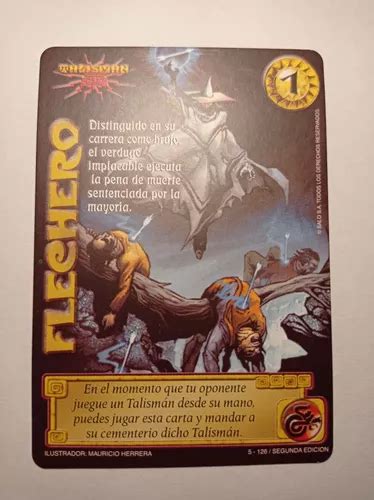 TALISMAN
1
FLECHERO
Distinguido en su
carrera como brujo,
el verdugo
implacable ejecuta
la pena de muerte
sentenciada por la
mayoría.
© SALO S.A. TODOS LOS DERECHOS RESERVADOS
En el momento que tu oponente
juegue un Talismán desde su mano,
puedes jugar esta carta y mandar a
su cementerio dicho Talismán.
ILUSTRADOR: MAURICIO HERRERA
5 - 126 / SEGUNDA EDICION